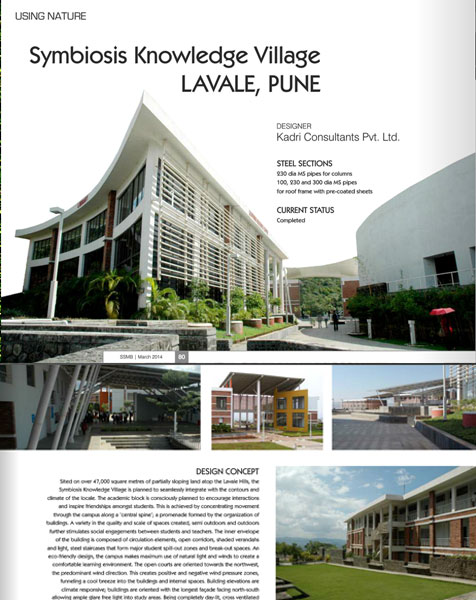 USING NATURE
Symbiosis Knowledge Village
LAVALE, PUNE
DESIGNER
Kadri Consultants Pvt. Ltd.
STEEL SECTIONS
230 dia MS pipes for columns
100, 230 and 300 dia MS pipes
for roof frame with pre-coated sheets
CURRENT STATUS
Completed
SSMB | March 2014 80
DESIGN CONCEPT
Sited on over 47,000 square metres of partially sloping land atop the Lavale Hills, the
Symbiosis Knowledge Village is planned to seamlessly integrate with the contours and
climate of the locale. The academic block is consciously planned to encourage interactions
and inspire friendships amongst students. This is achieved by concentrating movement
through the campus along a 'central spine'; a promenade formed by the organization of
buildings. A variety in the quality and scale of spaces created, semi outdoors and outdoors
further stimulates social engagements between students and teachers. The inner envelope
of the building is composed of circulation elements, open corridors, shaded verandahs
and light, steel staircases that form major student spill-out zones and break-out spaces. An
eco-friendly design, the campus makes maximum use of natural light and winds to create a
comfortable learning environment. The open courts are oriented towards the northwest,
the predominant wind direction. This creates positive and negative wind pressure zones,
funneling a cool breeze into the buildings and internal spaces. Building elevations are
climate responsive; buildings are oriented with the longest façade facing north-south
allowing ample glare free light into study areas. Being completely day-lit, cross ventilated